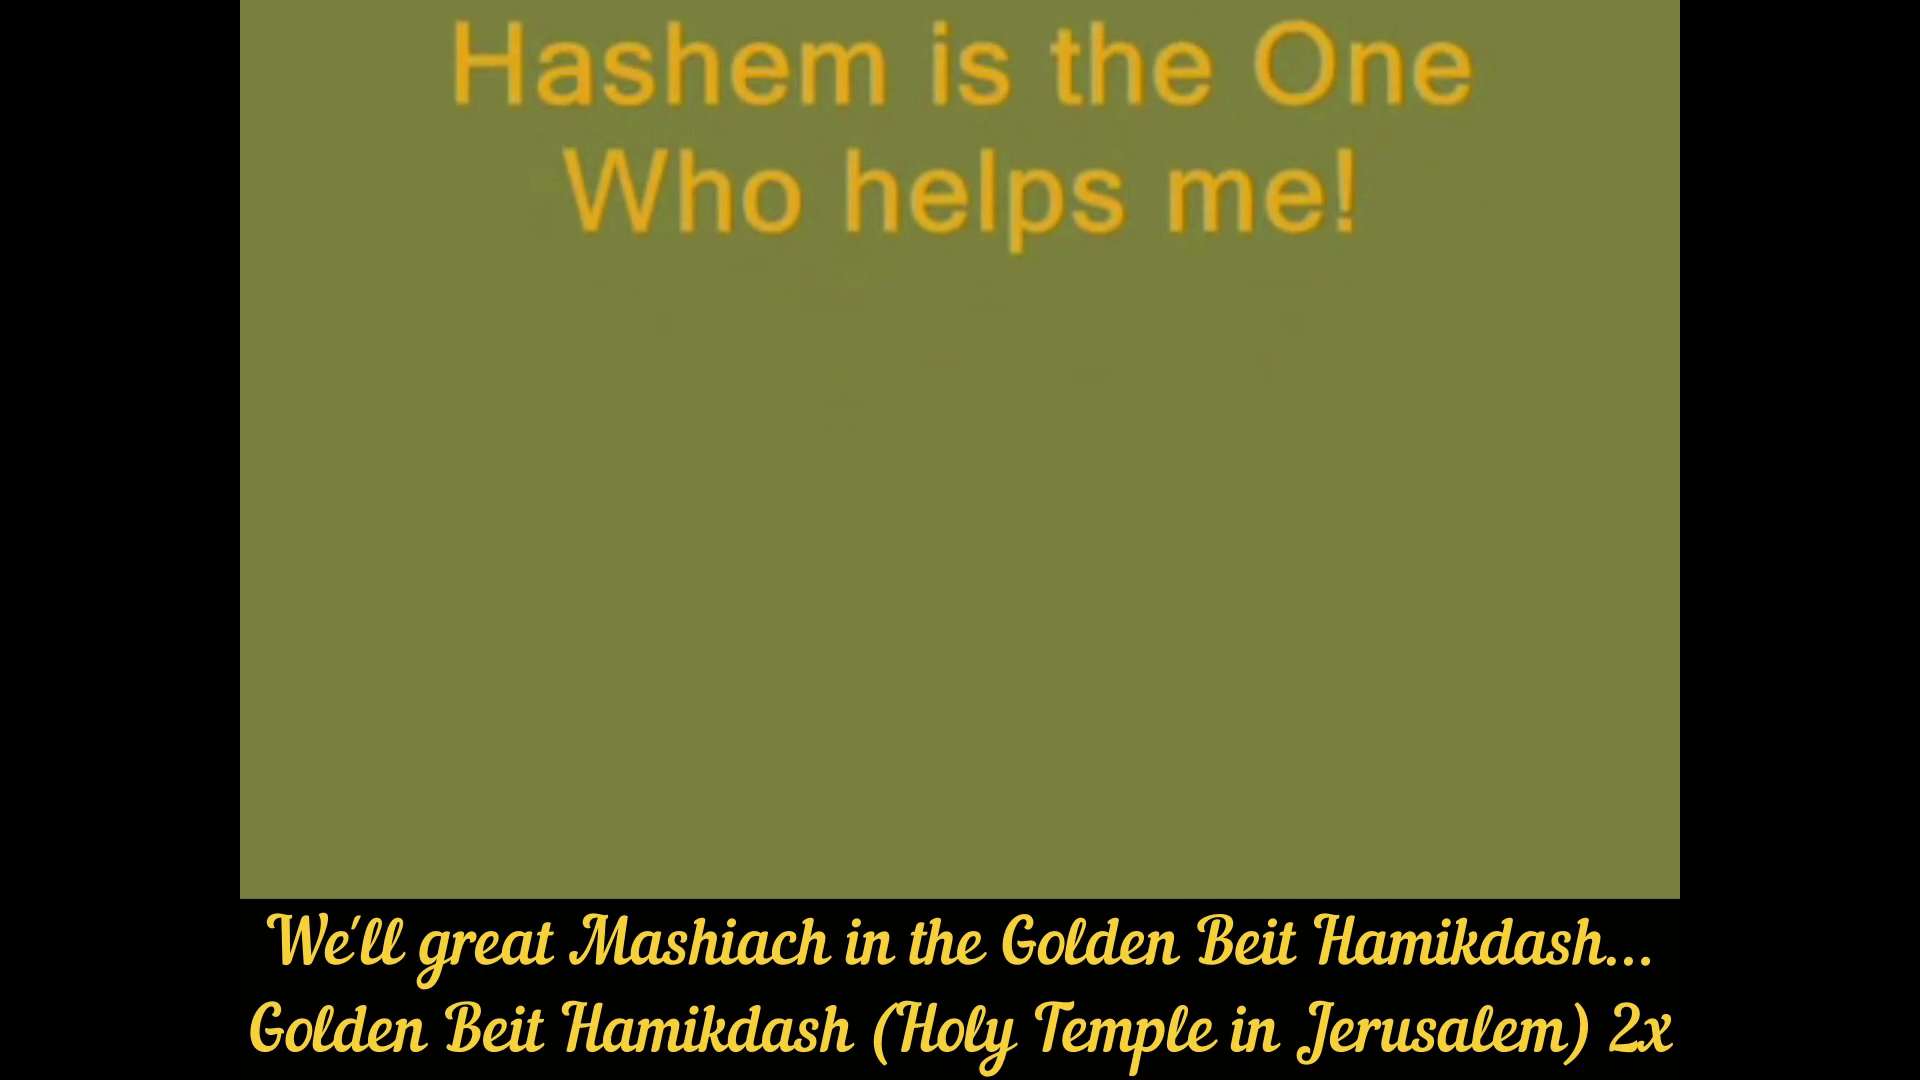 Hashem is the One
Who helps me!
We'll great Mashiach in the Golden Beit Hamikdash...
Golden Beit Hamikdash (Holy Temple in Jerusalem) 2x